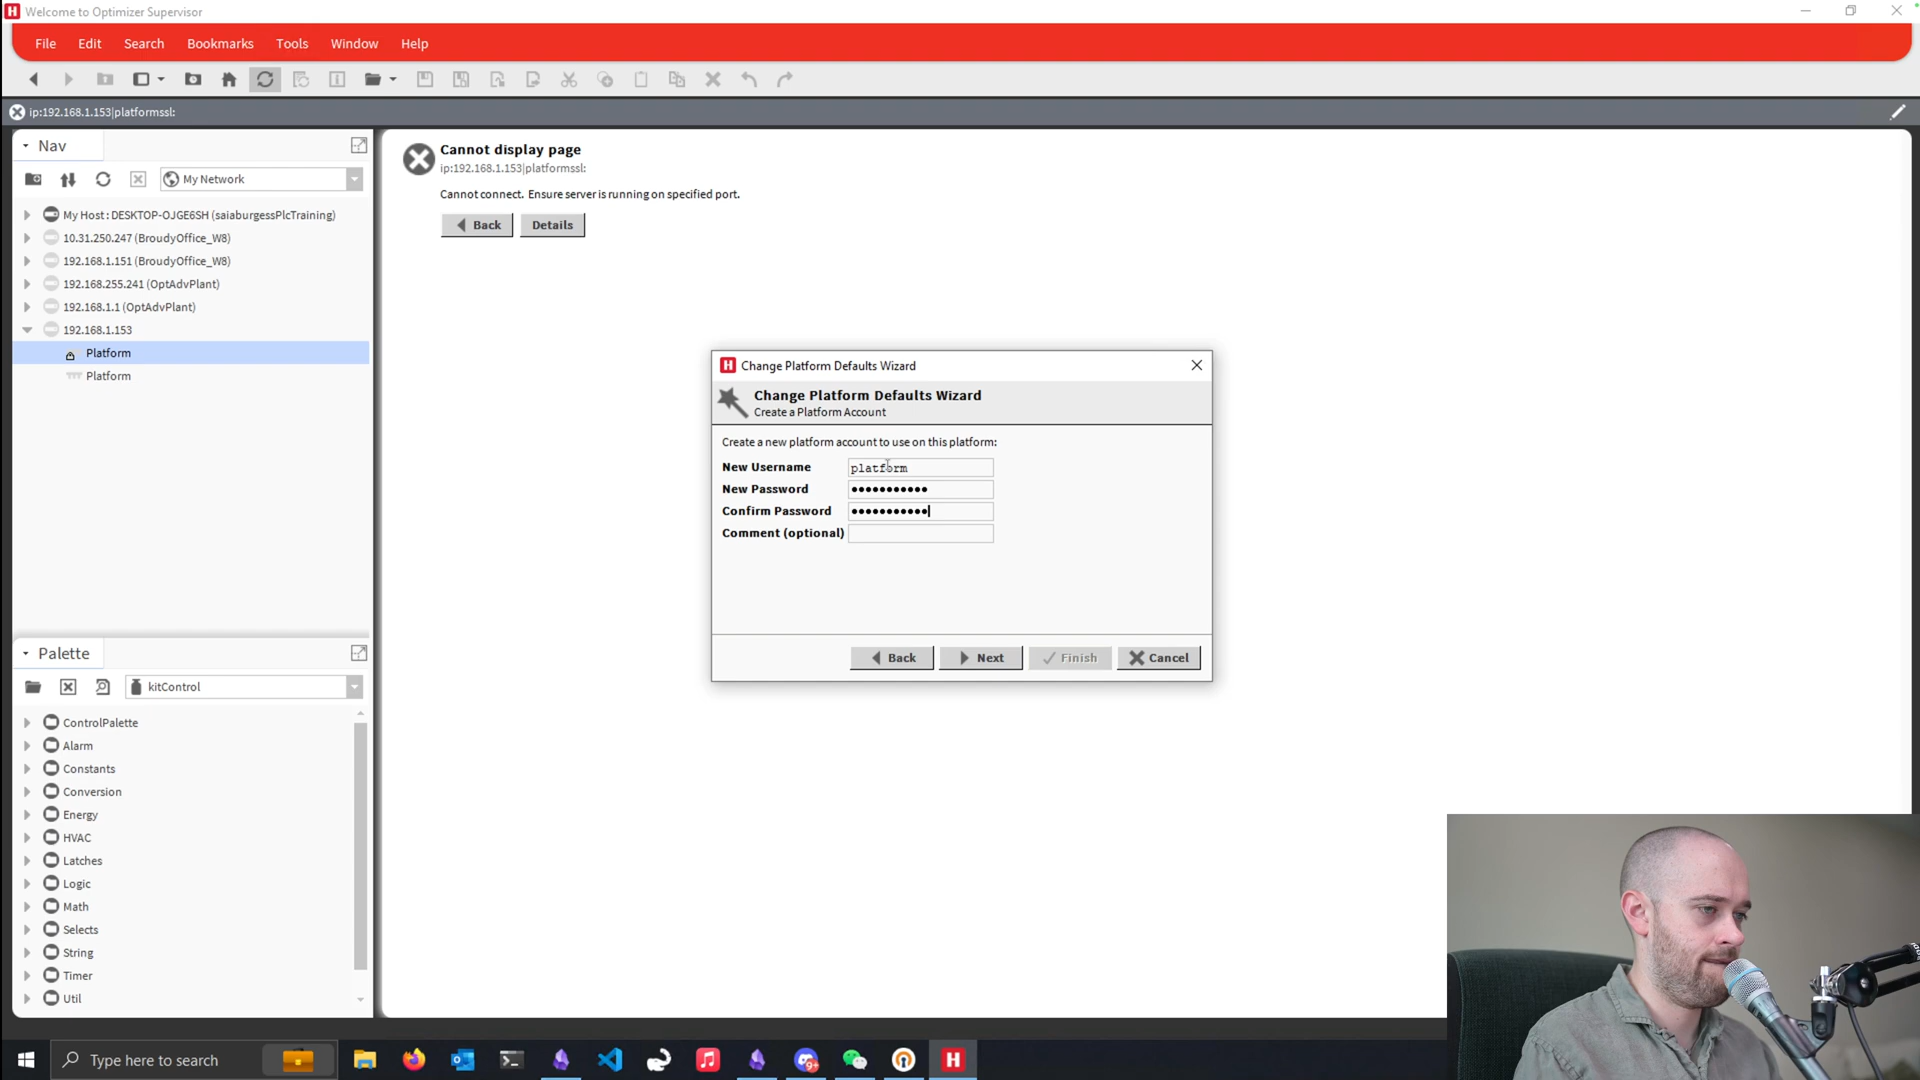 Welcome to Optimizer Supervisor
File Edit Search Bookmarks Tools Window Help
ip:192.168.1.153|platformssl:
Nav
My Network
My Host : DESKTOP-OJGE6SH (saiaburgessPlcTraining)
10.31.250.247 (BroudyOffice_W8)
192.168.1.151 (BroudyOffice_W8)
192.168.255.241 (OptAdvPlant)
192.168.1.1 (OptAdvPlant)
192.168.1.153
Platform
Platform
Cannot display page
ip:192.168.1.153|platformssl:
Cannot connect. Ensure server is running on specified port.
Back Details
Change Platform Defaults Wizard
Change Platform Defaults Wizard
Create a Platform Account
Create a new platform account to use on this platform:
New Username platform
New Password
Confirm Password
Comment (optional)
Back Next Finish Cancel
Palette
kitControl
ControlPalette
Alarm
Constants
Conversion
Energy
HVAC
Latches
Logic
Math
Selects
String
Timer
Util
Type here to search